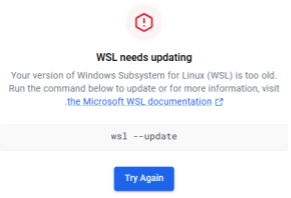 WSL needs updating
Your version of Windows Subsystem for Linux (WSL) is too old.
Run the command below to update or for more information, visit
.the Microsoft WSL documentation
wsl --update
Try Again